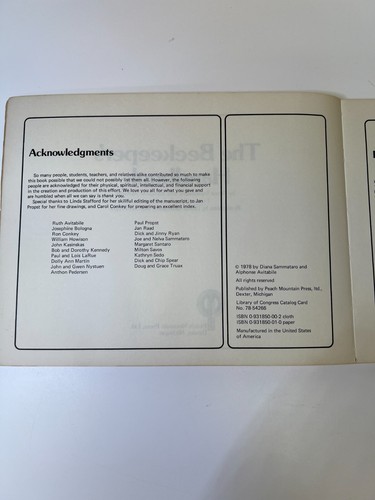 Acknowledgments
So many people, students, teachers, and relatives alike contributed so much to make
this book possible that we could not possibly list them all. However, the following
people are acknowledged for their physical, spiritual, intellectual, and financial support
in the creation and production of this effort. We love you all for what you give and
are humbled when all we can say is thank you.
Special thanks to Linda Stafford for her skillful editing of the manuscript, to Jan
Propst for her fine drawings, and Carol Conkey for preparing an excellent index.
Ruth Avitabile
Josephine Bologna
Ron Conkey
William Howison
John Kasinskas
Bob and Dorothy Kennedy
Paul and Lois LaRue
Dolly Ann Martin
John and Gwen Nystuen
Anthon Petersen
Paul Propst
Jan Read
Dick and Jinny Ryan
Joe and Neiva Sammataro
Margaret Santaro
Milton Savos
Kathryn Sedo
Dick and Chip Spear
Doug and Grace Truax
© 1978 by Diana Sammataro and
Alphonse Avitabile
All rights reserved
Published by Peach Mountain Press, ltd.,
Dexter, Michigan
Library of Congress Catalog Card
No. 78-54266
ISBN 0-931850-00-2 cloth
ISBN 0-931850-01-0 paper
Manufactured in the United States
of America